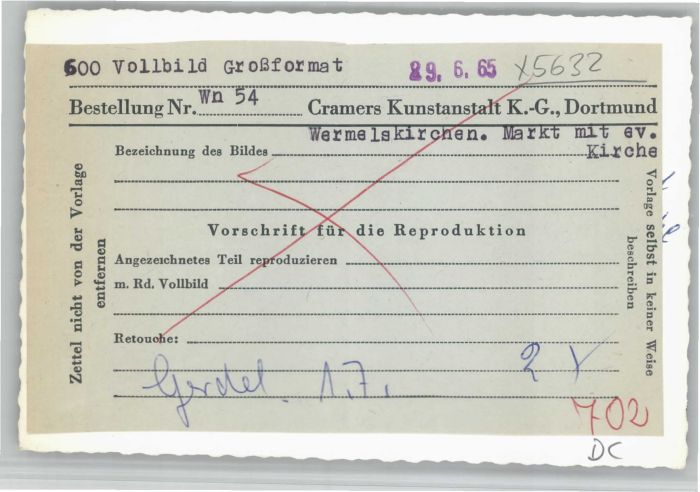 600 Vollbild Großformat 29.6.65 X5632
Bestellung Nr. Wn 54 Cramers Kunstanstalt K.-G., Dortmund
Bezeichnung des Bildes Wermelskirchen. Markt mit ev.
Kirche
Vorschrift für die Reproduktion
Angezeichnetes Teil reproduzieren
m. Rd. Vollbild
Retouche:
Gerdel. 1.7. 2x
702
DC
Zettel nicht von der Vorlage
entfernen
Vorlage selbst in keiner Weise
beschreiben